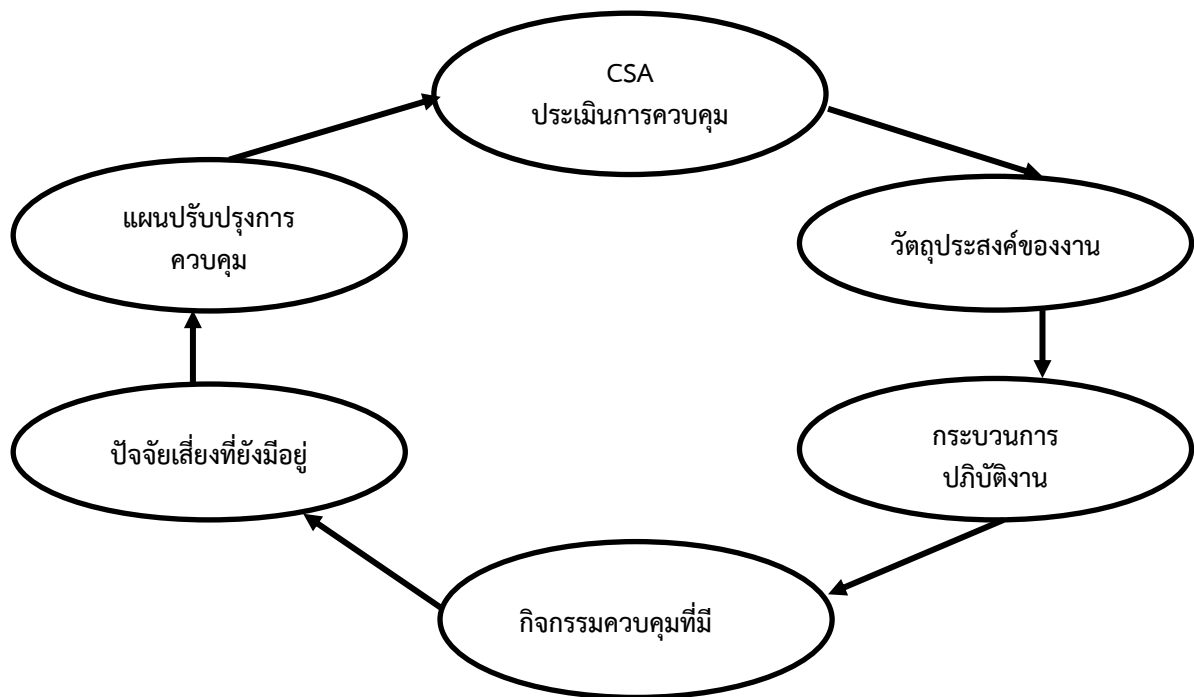 CSA
ประเมินการควบคุม
วัตถุประสงค์ของงาน
กระบวนการ
ปภิบัติงาน
กิจกรรมควบคุมที่มี
ปัจจัยเสี่ยงที่ยังมีอยู่
แผนปรับปรุงการ
ควบคุม